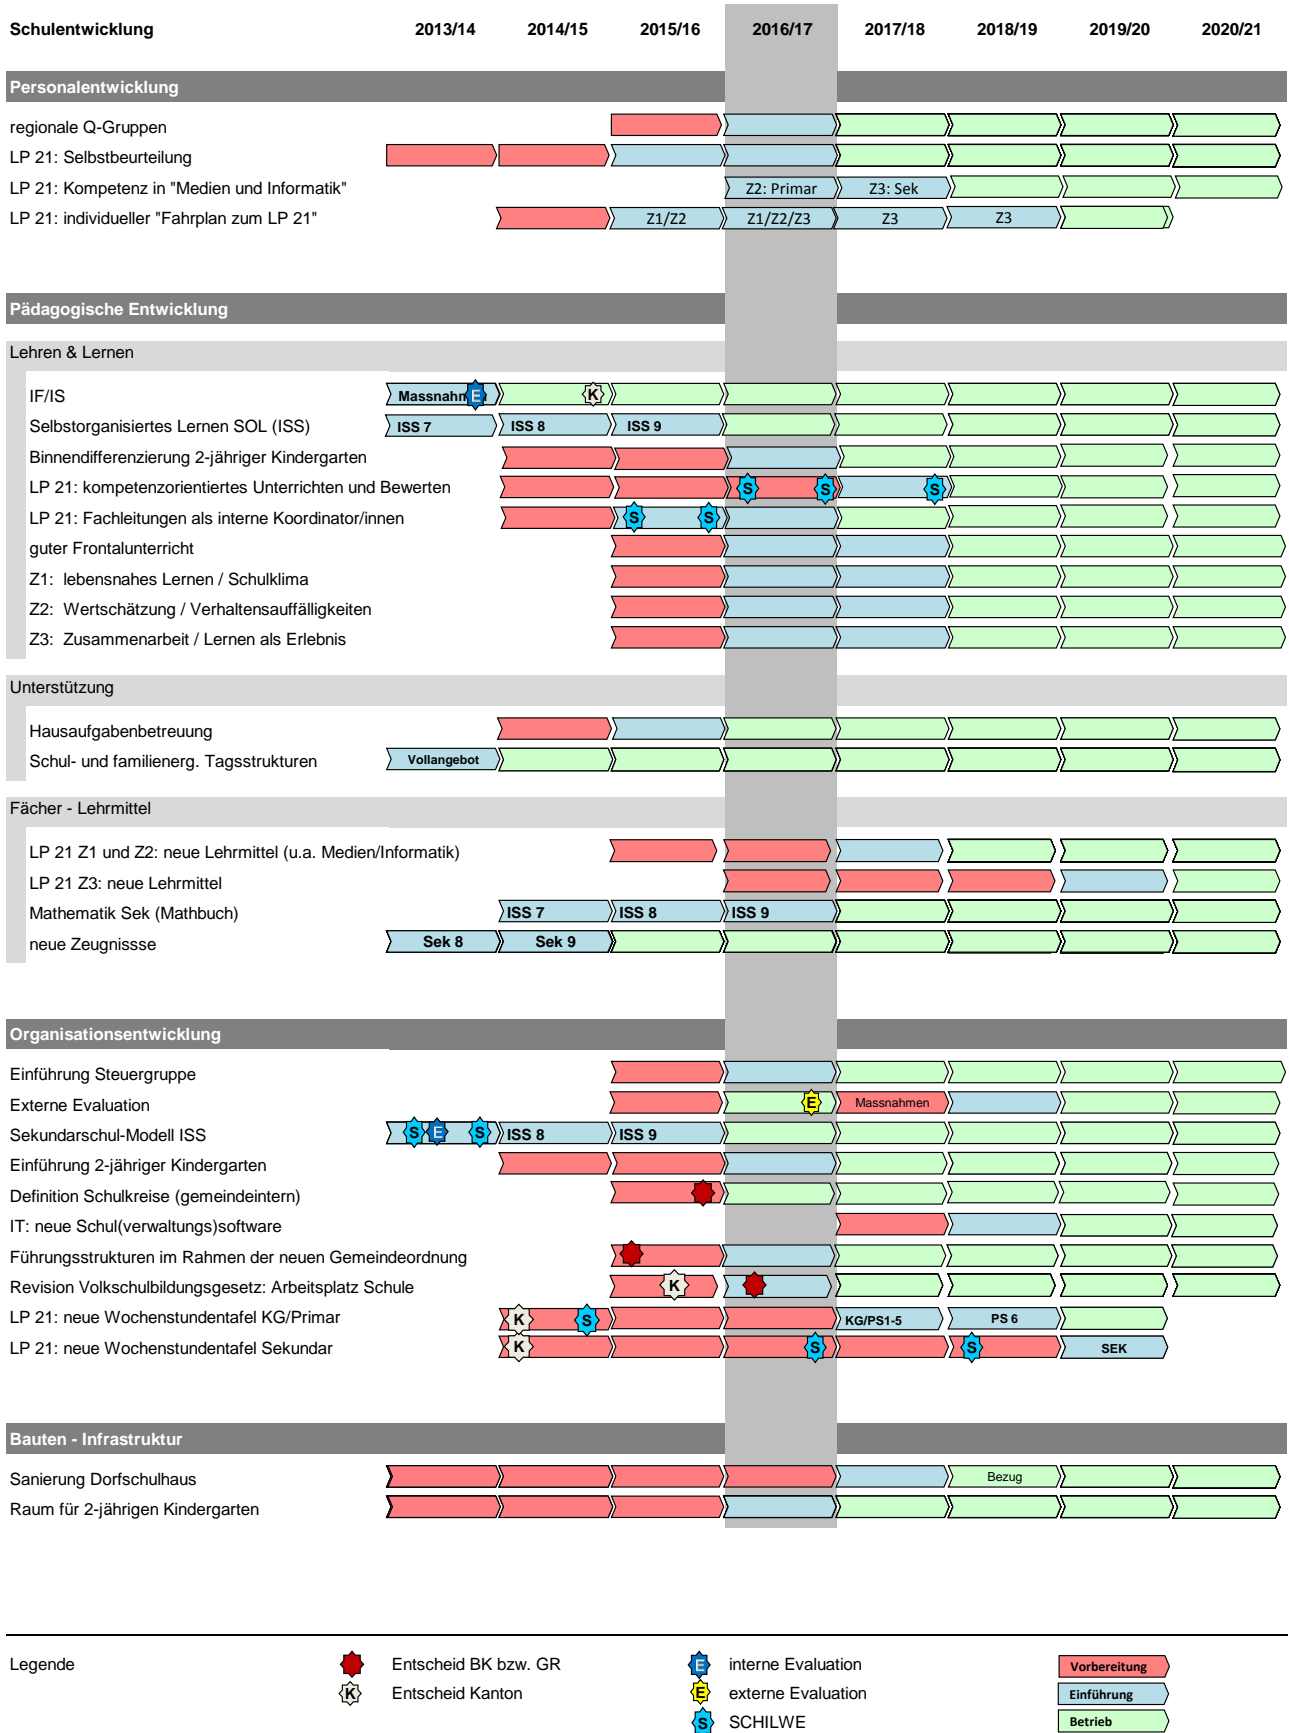 Schulentwicklung 2013/14 2014/15 2015/16 2016/17 2017/18 2018/19 2019/20 2020/21
Personalentwicklung
regionale Q-Gruppen
LP 21: Selbstbeurteilung
LP 21: Kompetenz in "Medien und Informatik" Z2: Primar Z3: Sek
LP 21: individueller "Fahrplan zum LP 21" Z1/Z2 Z1/Z2/Z3 Z3 Z3
Pädagogische Entwicklung
Lehren & Lernen
IF/IS Massnahm E K
Selbstorganisiertes Lernen SOL (ISS) ISS 7 ISS 8 ISS 9
Binnendifferenzierung 2-jähriger Kindergarten
LP 21: kompetenzorientiertes Unterrichten und Bewerten S S S
LP 21: Fachleitungen als interne Koordinator/innen S S
guter Frontalunterricht
Z1: lebensnahes Lernen / Schulklima
Z2: Wertschätzung / Verhaltensauffälligkeiten
Z3: Zusammenarbeit / Lernen als Erlebnis
Unterstützung
Hausaufgabenbetreuung
Schul- und familienerg. Tagsstrukturen Vollangebot
Fächer - Lehrmittel
LP 21 Z1 und Z2: neue Lehrmittel (u.a. Medien/Informatik)
LP 21 Z3: neue Lehrmittel
Mathematik Sek (Mathbuch) ISS 7 ISS 8 ISS 9
neue Zeugnissse Sek 8 Sek 9
Organisationsentwicklung
Einführung Steuergruppe
Externe Evaluation E Massnahmen
Sekundarschul-Modell ISS S E S ISS 8 ISS 9
Einführung 2-jähriger Kindergarten
Definition Schulkreise (gemeindeintern)
IT: neue Schul(verwaltungs)software
Führungsstrukturen im Rahmen der neuen Gemeindeordnung
Revision Volkschulbildungsgesetz: Arbeitsplatz Schule K
LP 21: neue Wochenstundentafel KG/Primar K S KG/PS1-5 PS 6
LP 21: neue Wochenstundentafel Sekundar K S S SEK
Bauten - Infrastruktur
Sanierung Dorfschulhaus Bezug
Raum für 2-jährigen Kindergarten
Legende Entscheid BK bzw. GR E interne Evaluation Vorbereitung
K Entscheid Kanton E externe Evaluation Einführung
S SCHILWE Betrieb